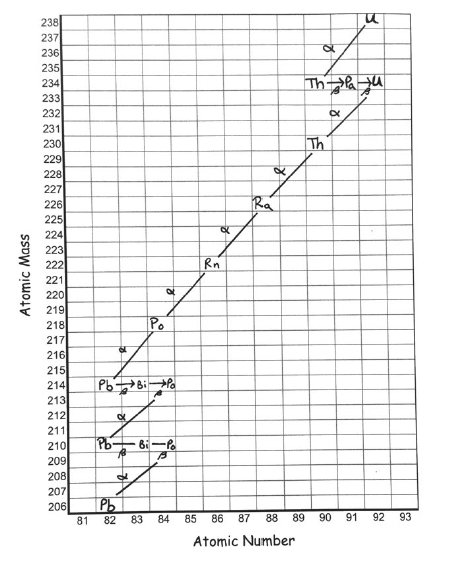 238
U
237
236
α
235
234
Th → Pa → U
β β
233
232
α
231
230
Th
229
228
α
227
226
Ra
225
224
α
223
222
Rn
221
220
α
219
218
Po
217
216
α
215
214
Pb → Bi → Po
β β
213
212
α
211
210
Pb — Bi — Po
β β
209
208
α
207
206
Pb
81 82 83 84 85 86 87 88 89 90 91 92 93
Atomic Mass
Atomic Number